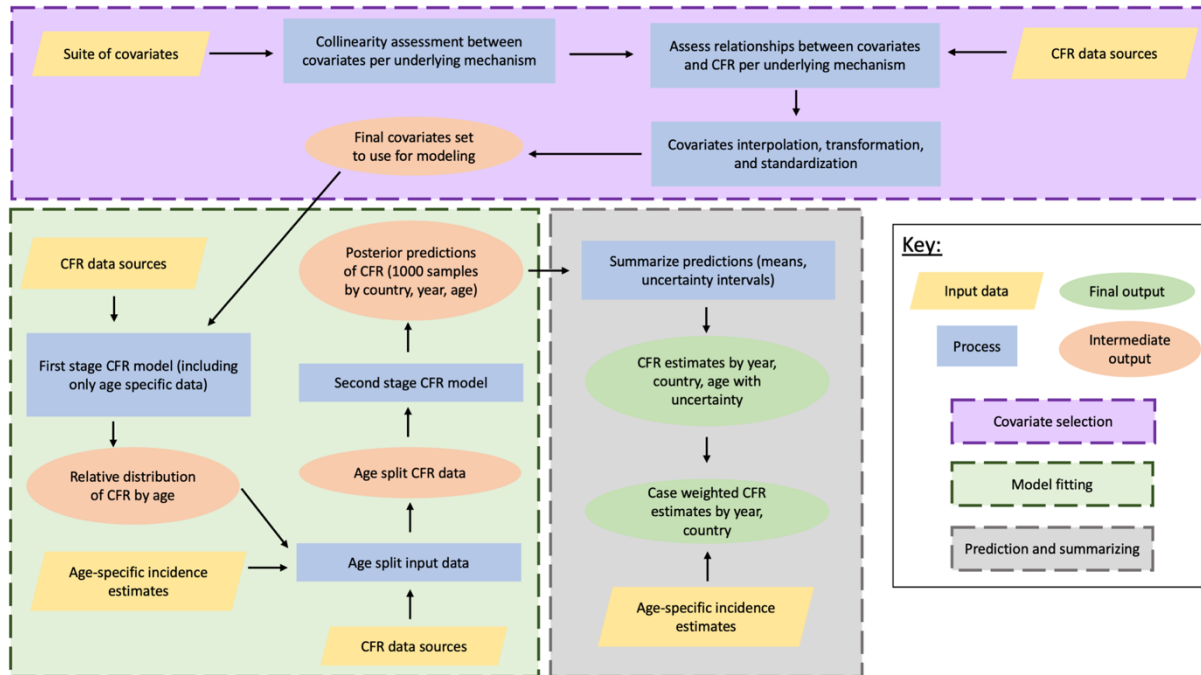 Suite of covariates
Collinearity assessment between
covariates per underlying mechanism
Assess relationships between covariates
and CFR per underlying mechanism
CFR data sources
Final covariates set
to use for modeling
Covariates interpolation, transformation,
and standardization
CFR data sources
First stage CFR model (including
only age specific data)
Relative distribution
of CFR by age
Age-specific incidence
estimates
Posterior predictions
of CFR (1000 samples
by country, year, age)
Second stage CFR model
Age split CFR data
Age split input data
CFR data sources
Summarize predictions (means,
uncertainty intervals)
CFR estimates by year,
country, age with
uncertainty
Case weighted CFR
estimates by year,
country
Age-specific incidence
estimates
Key:
Input data
Final output
Process
Intermediate
output
Covariate selection
Model fitting
Prediction and summarizing